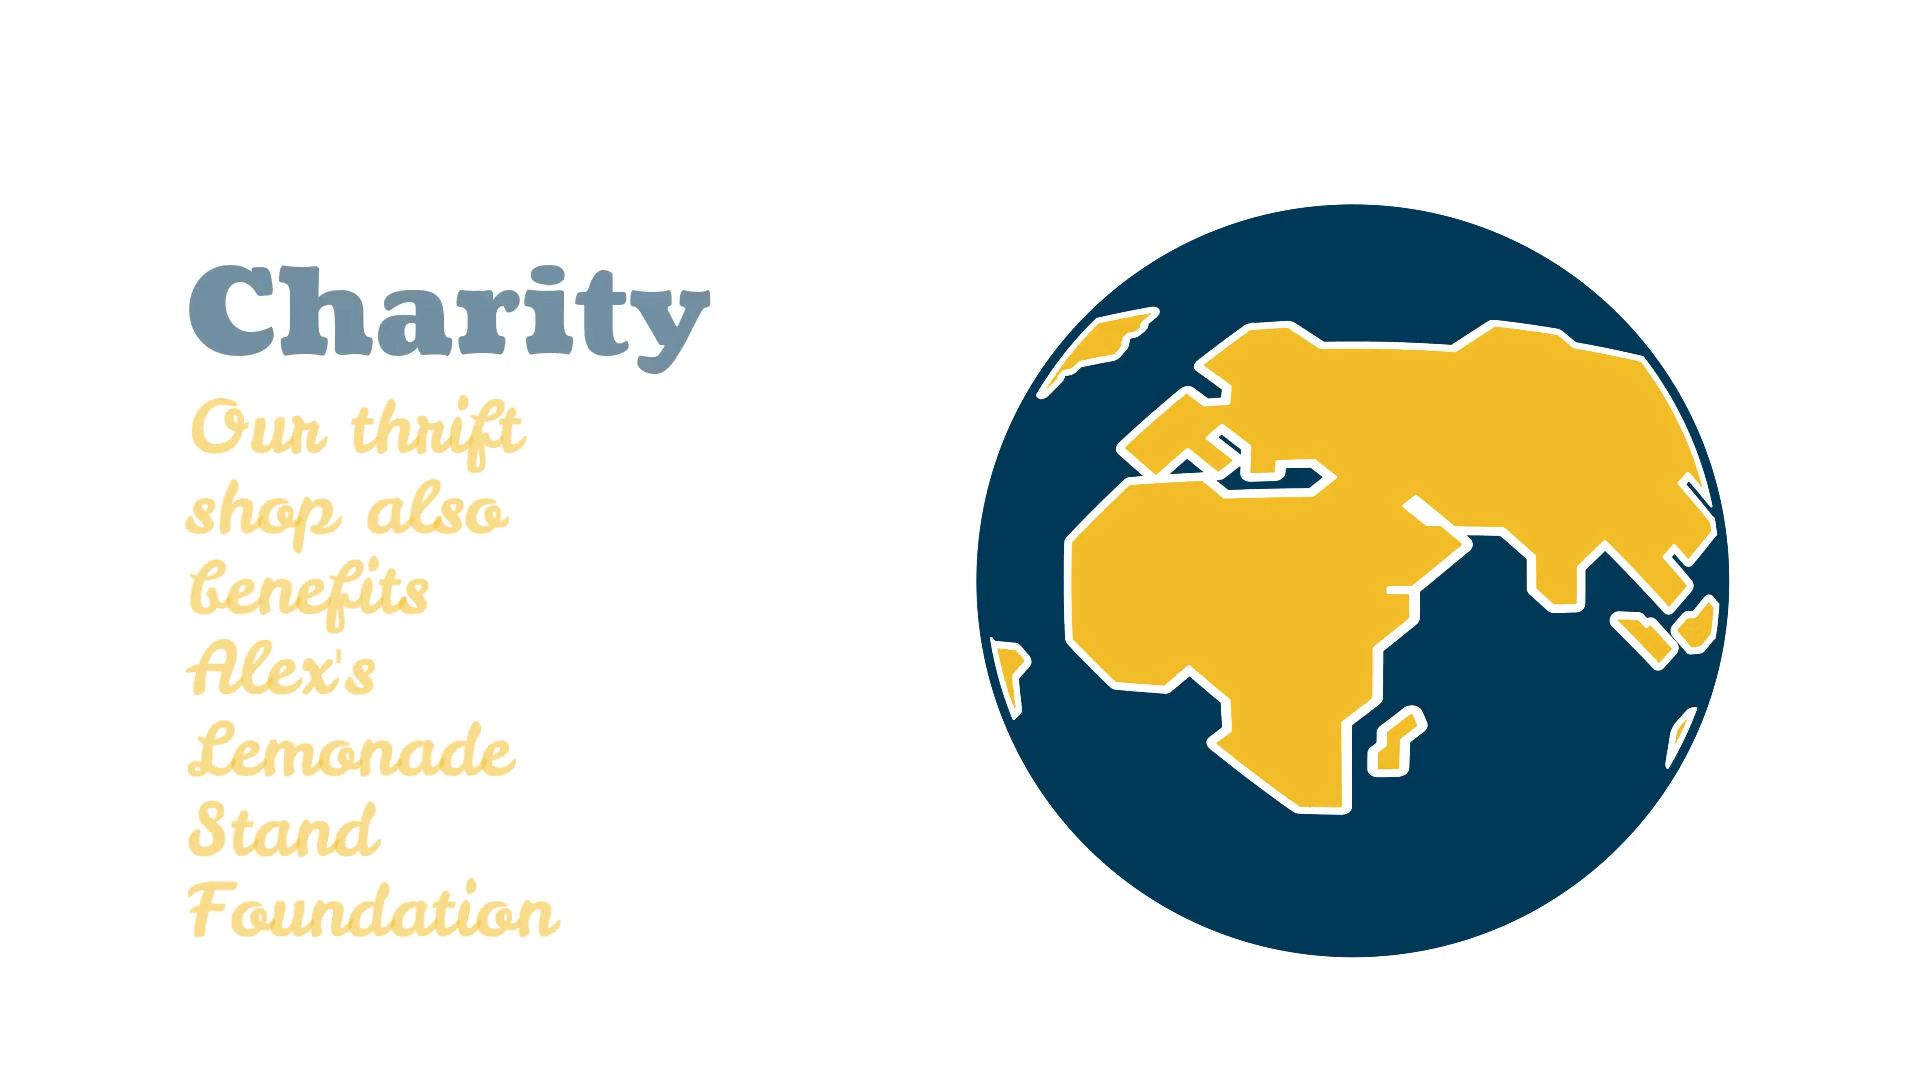 Charity
Our thrift
shop also
benefits
Alex's
Lemonade
Stand
Foundation